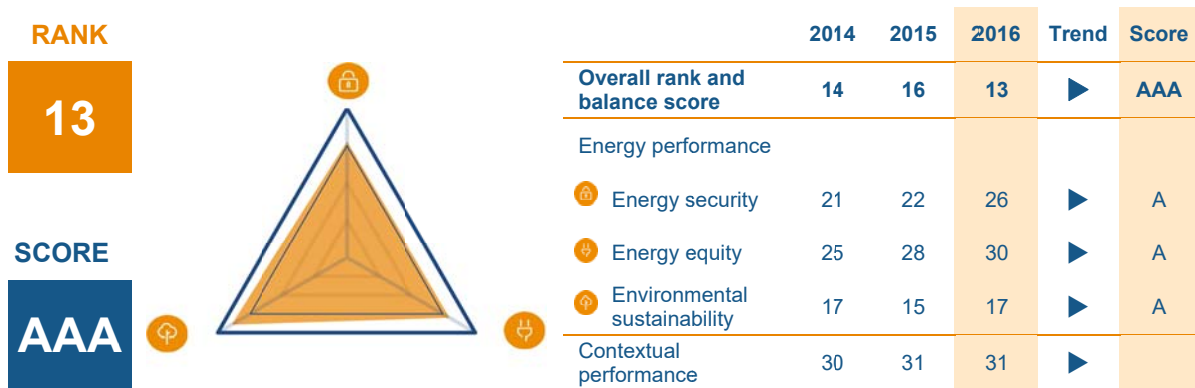 RANK
13
SCORE
AAA
2014 2015 2016 Trend Score
Overall rank and
balance score 14 16 13 AAA
Energy performance
Energy security 21 22 26 A
Energy equity 25 28 30 A
Environmental
sustainability 17 15 17 A
Contextual
performance 30 31 31